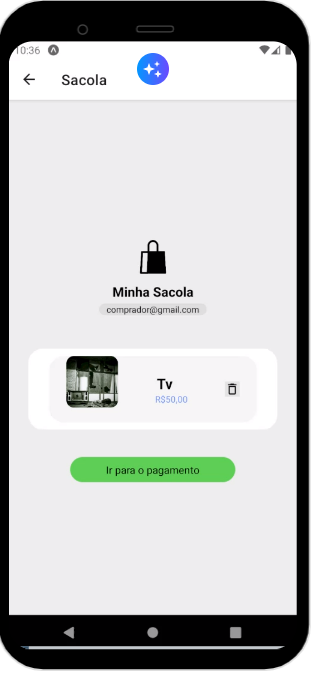 10:36
Sacola
Minha Sacola
comprador@gmail.com
Tv
R$50,00
Ir para o pagamento